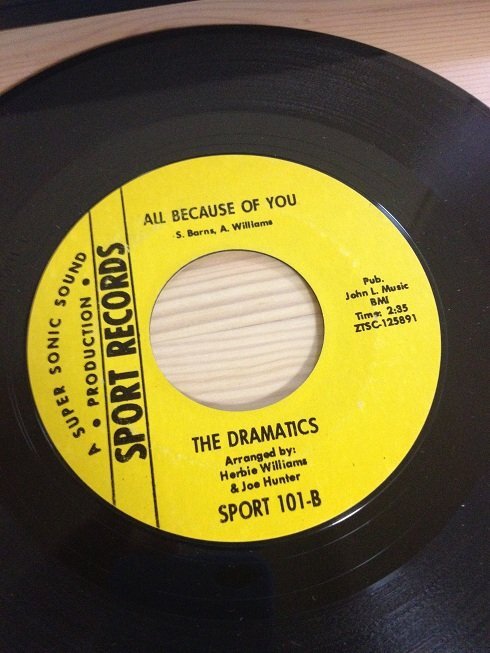 A SUPER SONIC SOUND
• PRODUCTION •
SPORT RECORDS
ALL BECAUSE OF YOU
S. Barns, A. Williams
Pub.
John L. Music
BMI
Time: 2:35
ZTSC-125891
THE DRAMATICS
Arranged by:
Herbie Williams
& Joe Hunter
SPORT 101-B